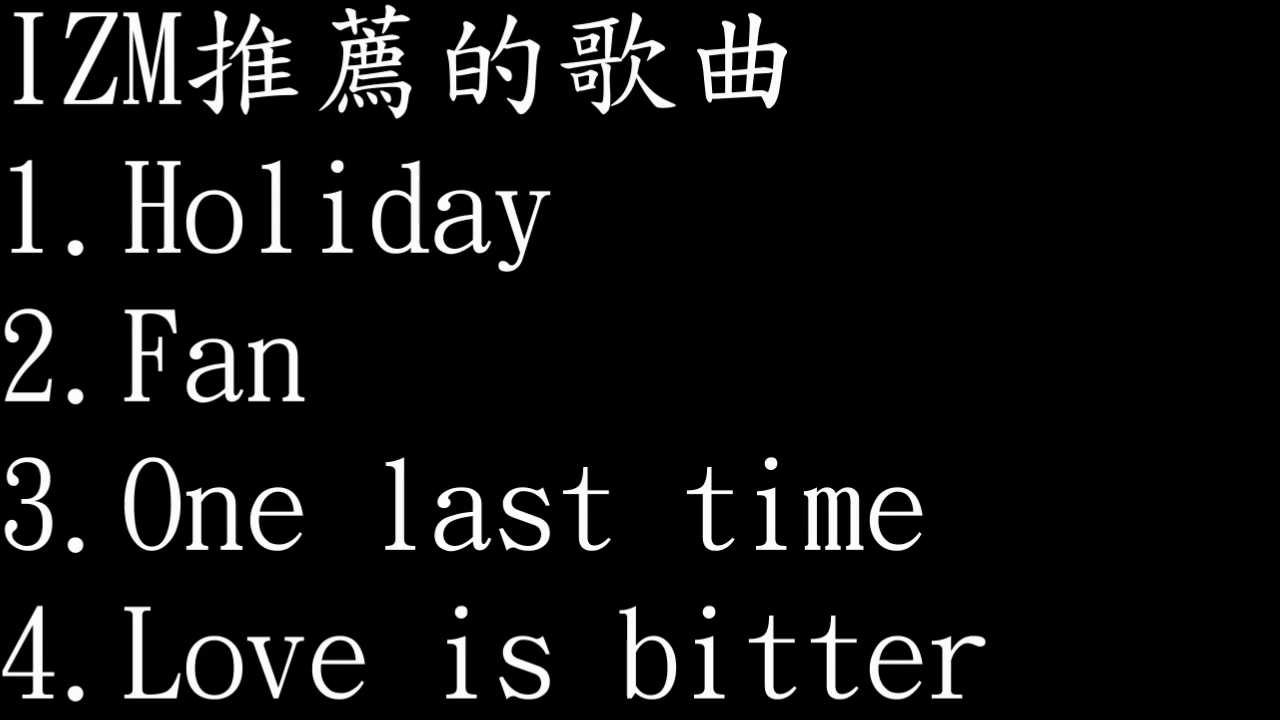 IZM推薦的歌曲
1.Holiday
2.Fan
3.One last time
4.Love is bitter